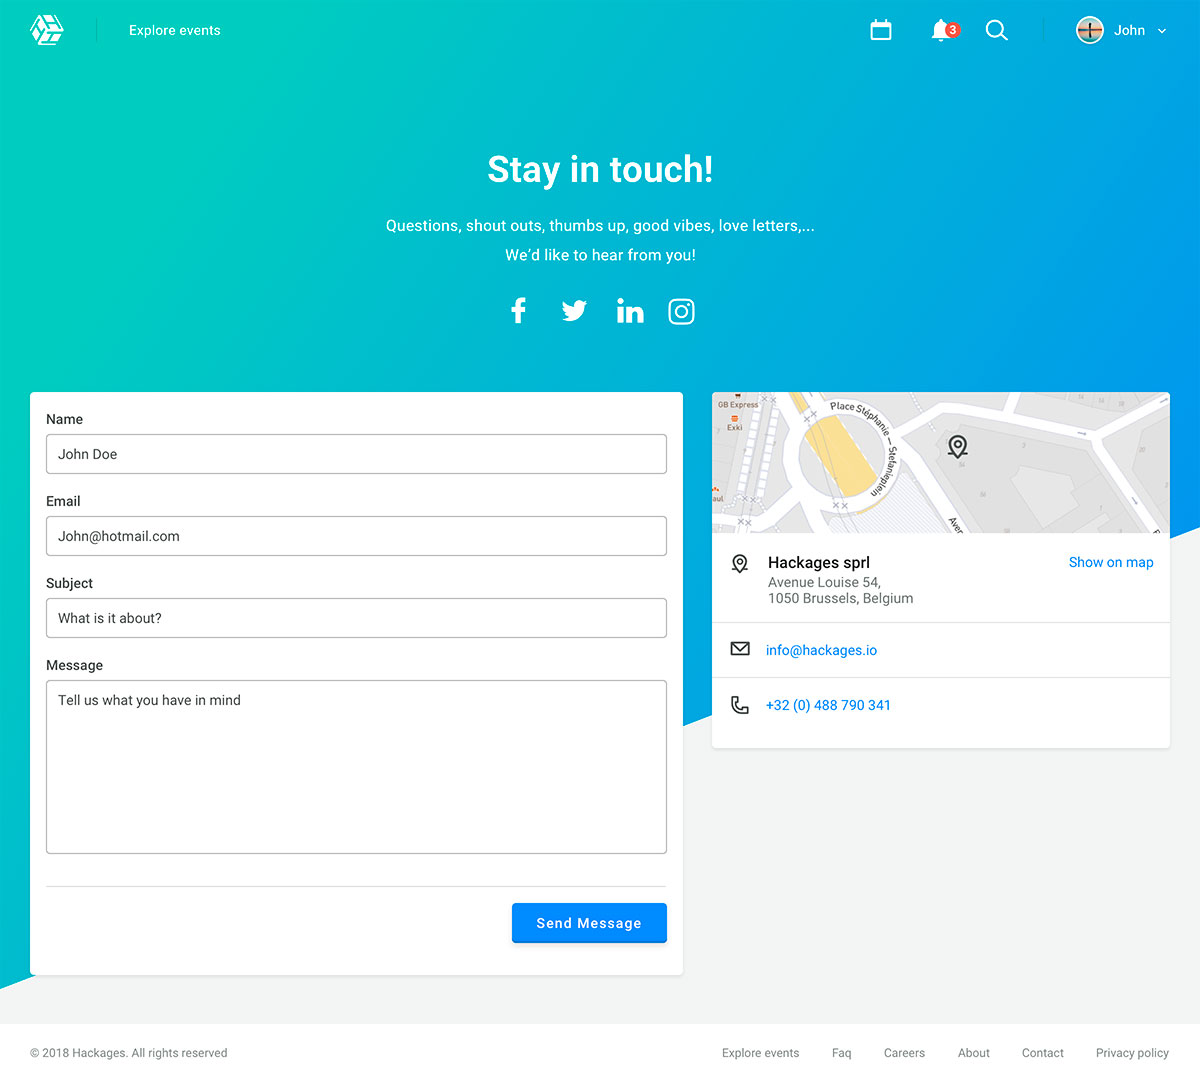 Explore events
3
John
Stay in touch!
Questions, shout outs, thumbs up, good vibes, love letters,...
We'd like to hear from you!
Name
John Doe
Email
John@hotmail.com
Subject
What is it about?
Message
Tell us what you have in mind
Send Message
GB Express
Exki
Place Stéphanie — Stefanieplein
54
56
Hackages sprl
Show on map
Avenue Louise 54,
1050 Brussels, Belgium
info@hackages.io
+32 (0) 488 790 341
© 2018 Hackages. All rights reserved
Explore events
Faq
Careers
About
Contact
Privacy policy